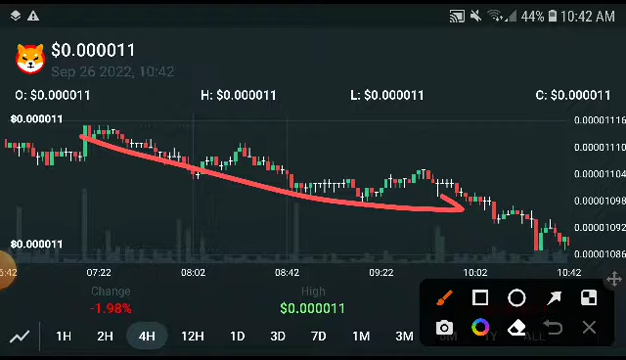 44% 10:42 AM
$0.000011
Sep 26 2022, 10:42
O: $0.000011 H: $0.000011 L: $0.000011 C: $0.000011
$0.000011
0.00001116
0.00001110
0.00001104
0.00001098
0.00001092
$0.000011
0.00001086
07:22 08:02 08:42 09:22 10:02 10:42
Change High
-1.98% $0.000011
1H 2H 4H 12H 1D 3D 7D 1M 3M 1Y ALL